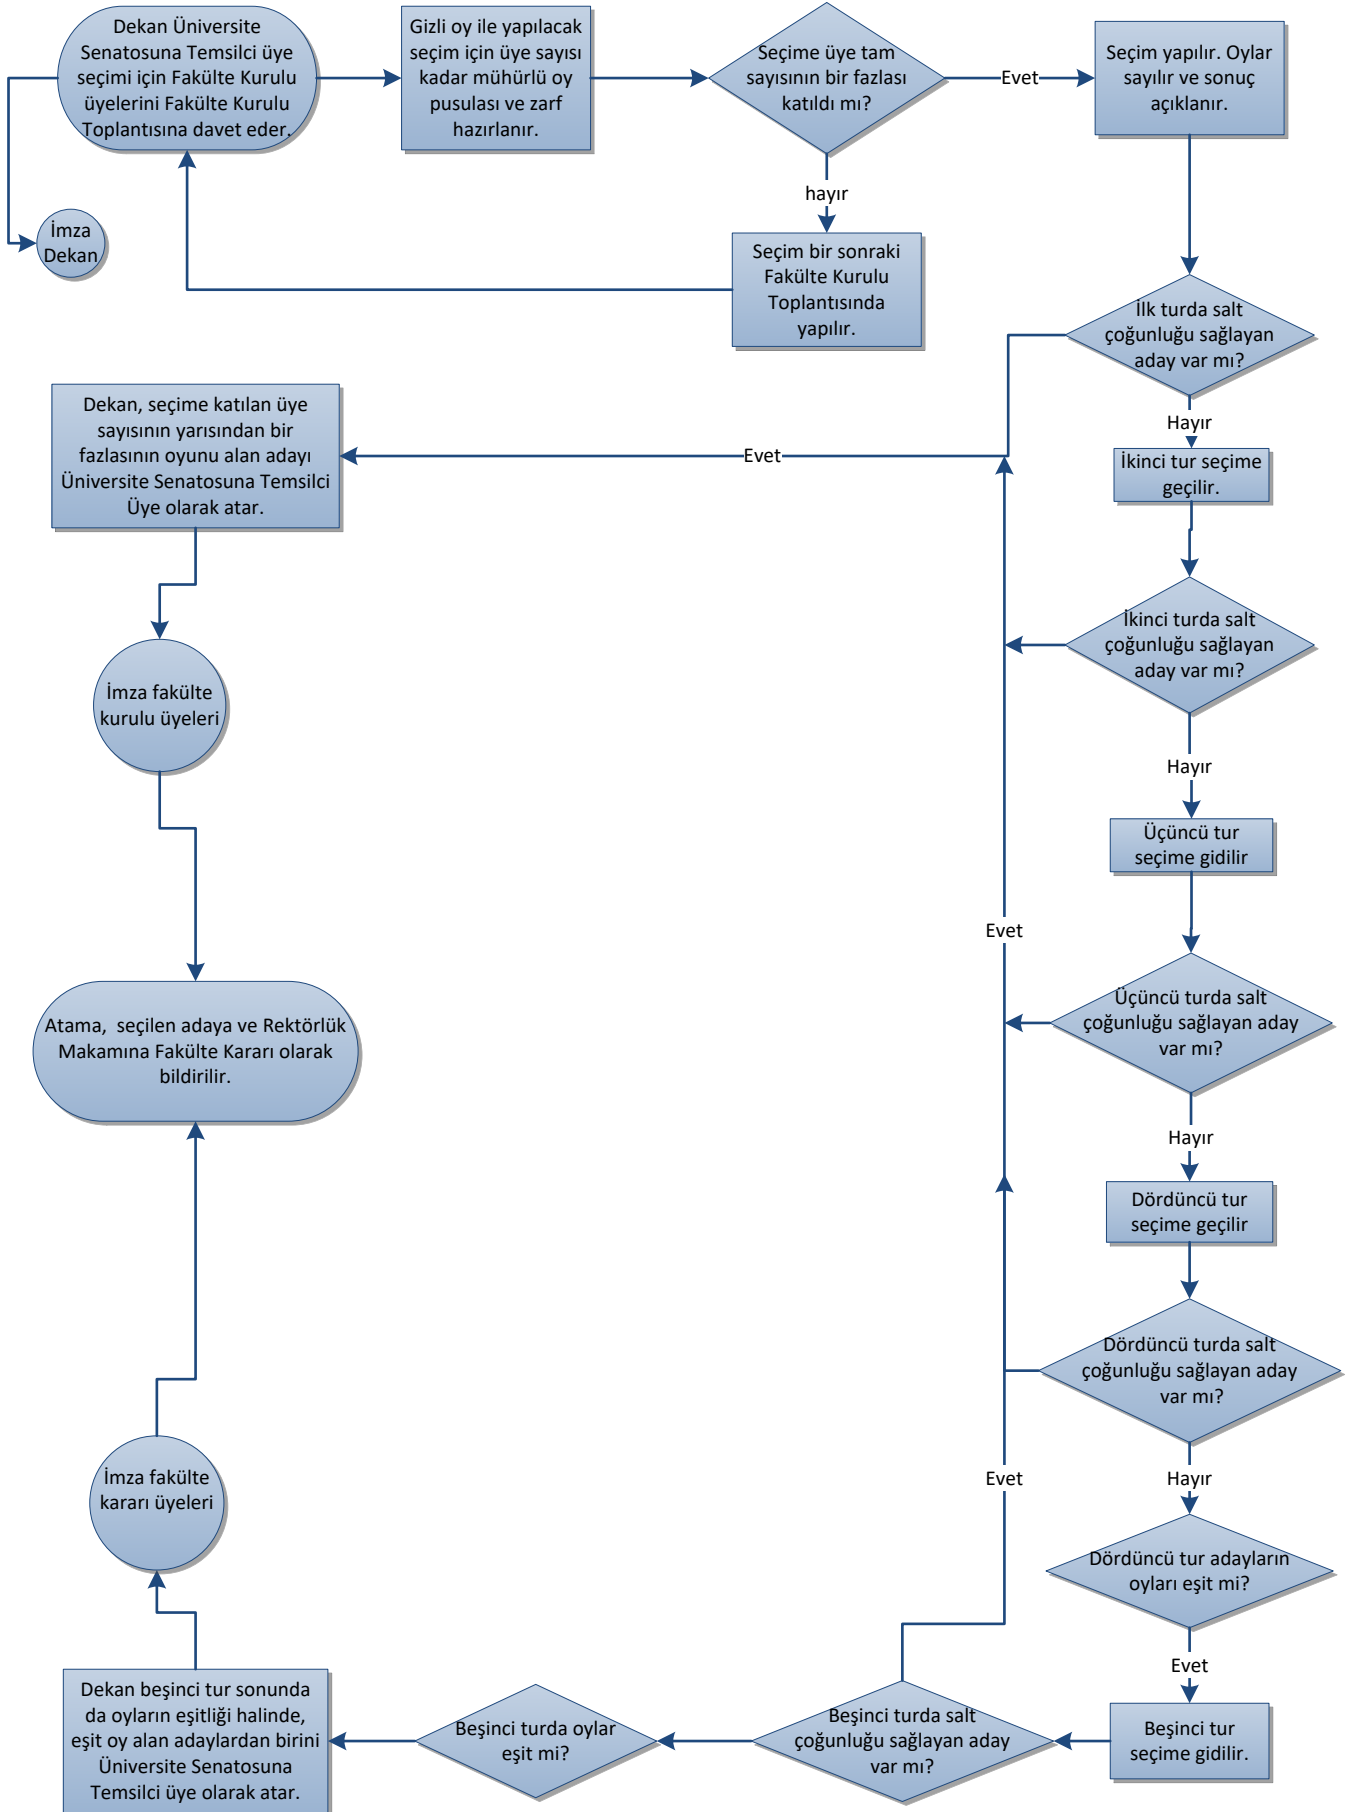 Dekan Üniversite
Senatosuna Temsilci üye
seçimi için Fakülte Kurulu
üyelerini Fakülte Kurulu
Toplantısına davet eder.
Gizli oy ile yapılacak
seçim için üye sayısı
kadar mühürlü oy
pusulası ve zarf
hazırlanır.
Seçime üye tam
sayısının bir fazlası
katıldı mı?
Evet
Seçim yapılır. Oylar
sayılır ve sonuç
açıklanır.
hayır
İmza
Dekan
Seçim bir sonraki
Fakülte Kurulu
Toplantısında
yapılır.
İlk turda salt
çoğunluğu sağlayan
aday var mı?
Dekan, seçime katılan üye
sayısının yarısından bir
fazlasının oyunu alan adayı
Üniversite Senatosuna Temsilci
Üye olarak atar.
Evet
Hayır
İkinci tur seçime
geçilir.
İkinci turda salt
çoğunluğu sağlayan
aday var mı?
İmza fakülte
kurulu üyeleri
Hayır
Üçüncü tur
seçime gidilir
Evet
Üçüncü turda salt
çoğunluğu sağlayan aday
var mı?
Atama,  seçilen adaya ve Rektörlük
Makamına Fakülte Kararı olarak
bildirilir.
Hayır
Dördüncü tur
seçime geçilir
Dördüncü turda salt
çoğunluğu sağlayan aday
var mı?
İmza fakülte
kararı üyeleri
Evet
Hayır
Dördüncü tur adayların
oyları eşit mi?
Evet
Beşinci tur
seçime gidilir.
Beşinci turda salt
çoğunluğu sağlayan aday
var mı?
Beşinci turda oylar
eşit mi?
Dekan beşinci tur sonunda
da oyların eşitliği halinde,
eşit oy alan adaylardan birini
Üniversite Senatosuna
Temsilci üye olarak atar.